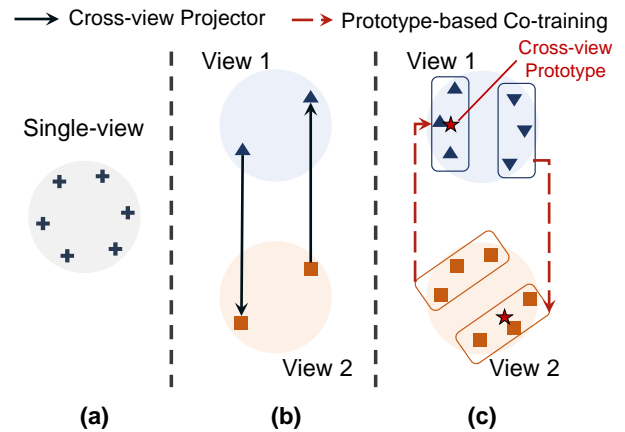 Cross-view Projector
Prototype-based Co-training
View 1
View 1
Cross-view
Prototype
Single-view
View 2
View 2
(a)
(b)
(c)